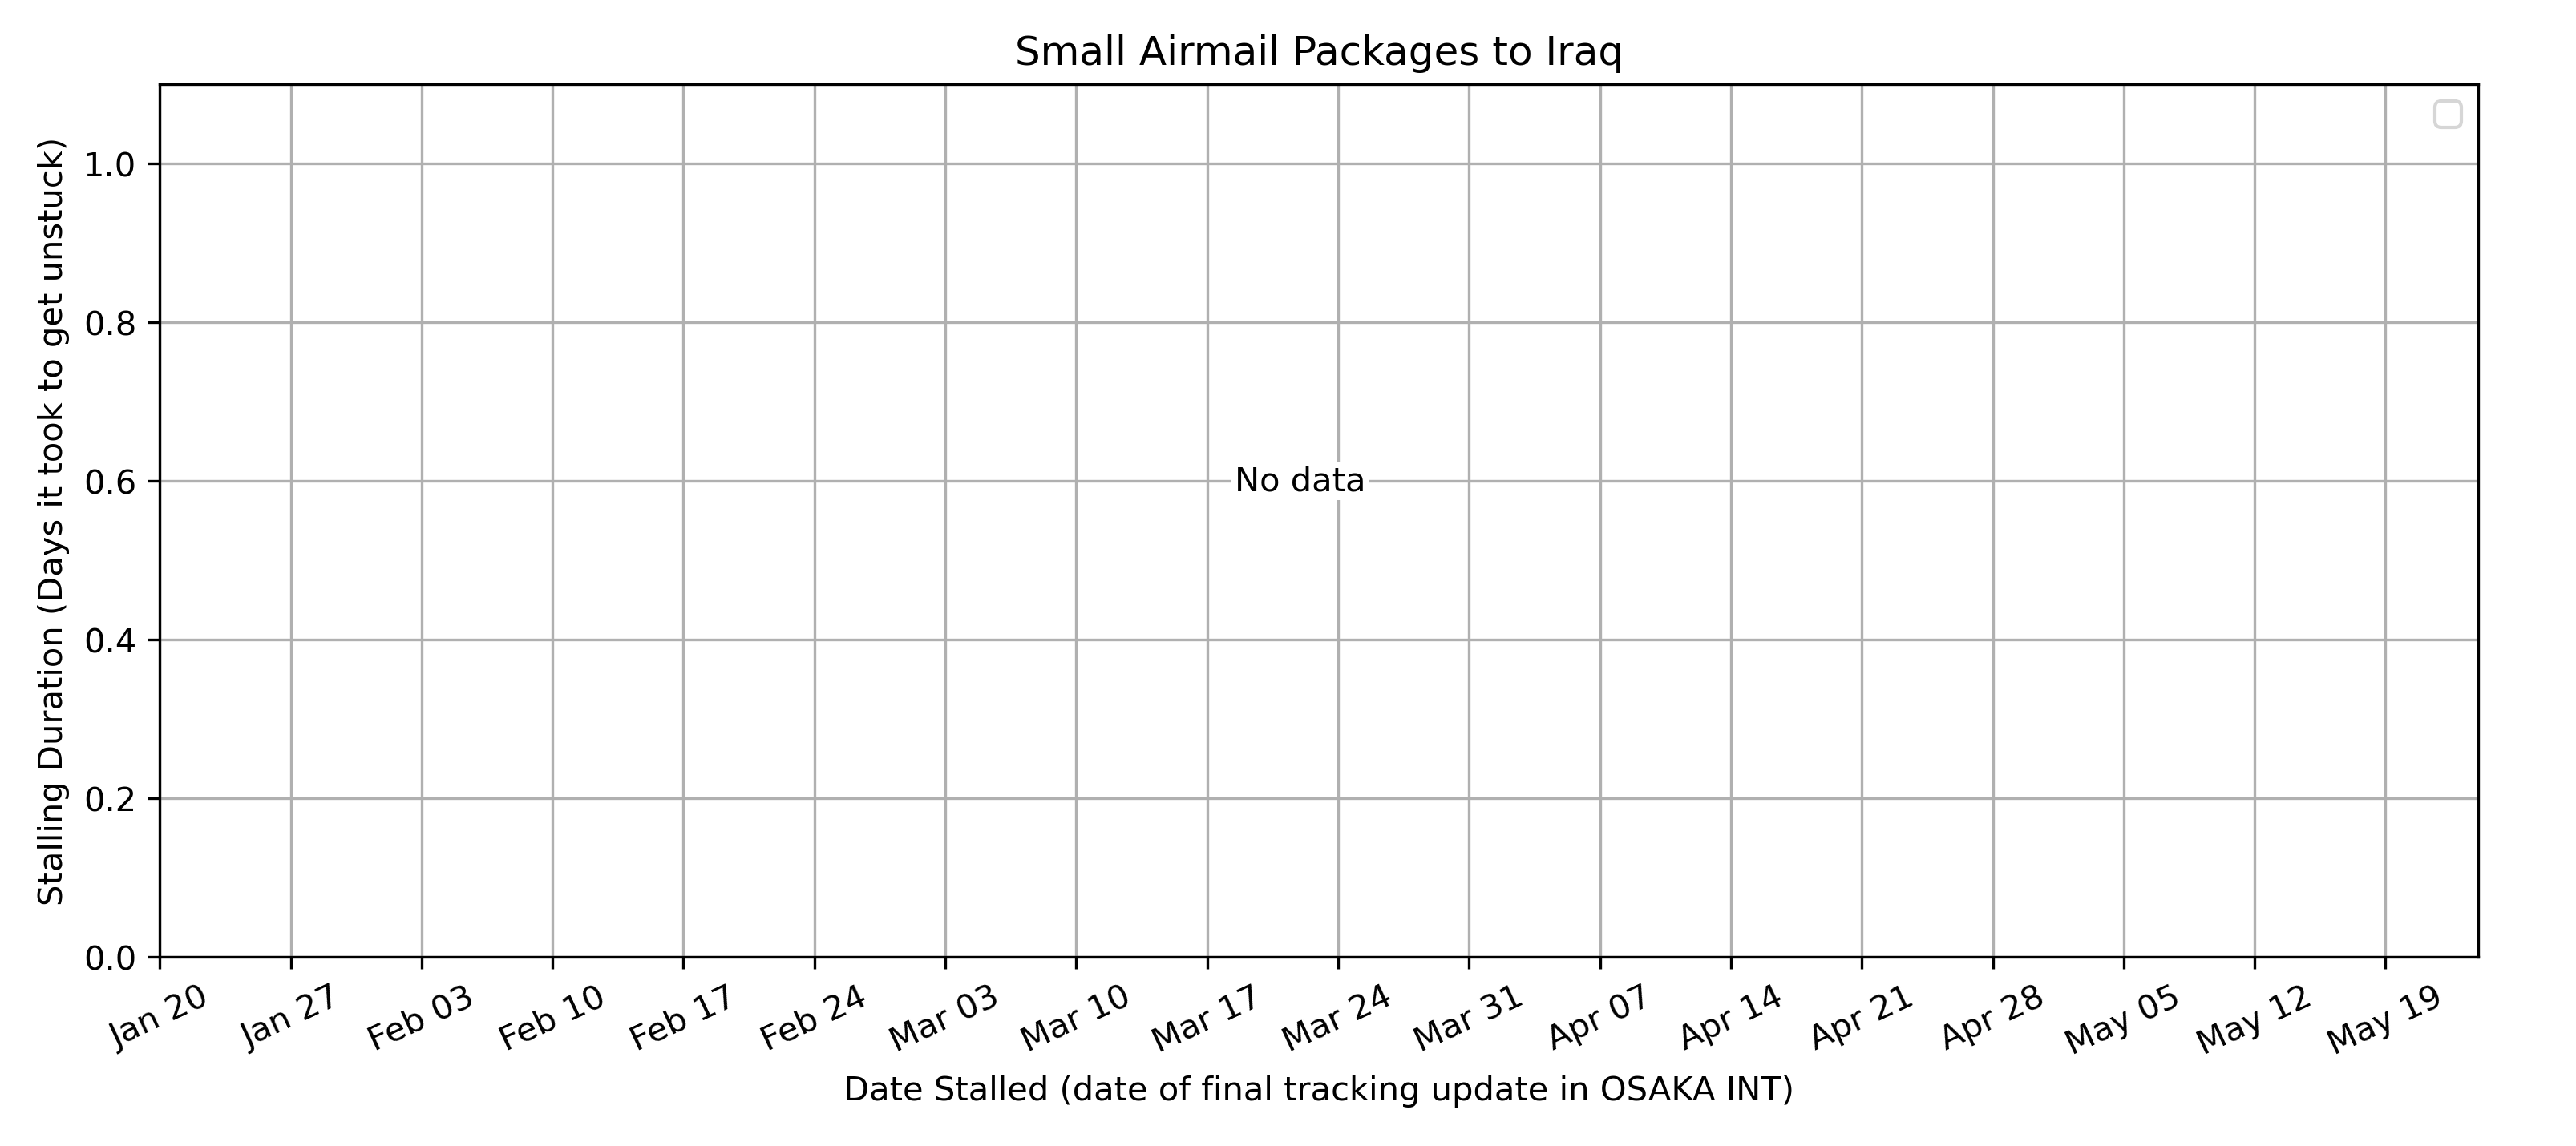 Small Airmail Packages to Iraq
Stalling Duration (Days it took to get unstuck)
1.0
0.8
0.6
0.4
0.2
0.0
No data
Jan 20 Jan 27 Feb 03 Feb 10 Feb 17 Feb 24 Mar 03 Mar 10 Mar 17 Mar 24 Mar 31 Apr 07 Apr 14 Apr 21 Apr 28 May 05 May 12 May 19
Date Stalled (date of final tracking update in OSAKA INT)